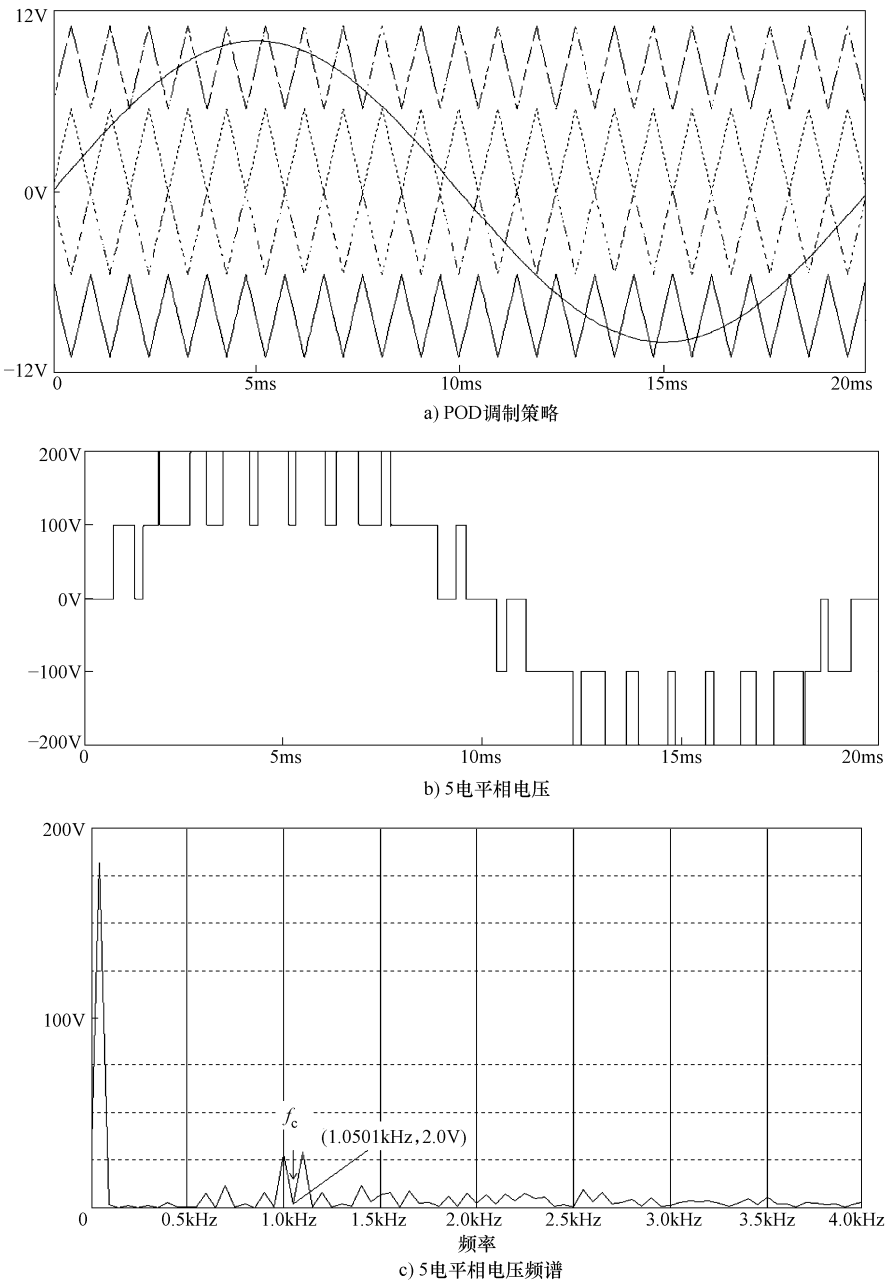 12V
0V
−12V
0
5ms
10ms
15ms
20ms
a) POD调制策略
200V
100V
0V
−100V
−200V
0
5ms
10ms
15ms
20ms
b) 5电平相电压
200V
100V
fc
(1.0501kHz,2.0V)
0
0.5kHz
1.0kHz
1.5kHz
2.0kHz
2.5kHz
3.0kHz
3.5kHz
4.0kHz
频率
c) 5电平相电压频谱